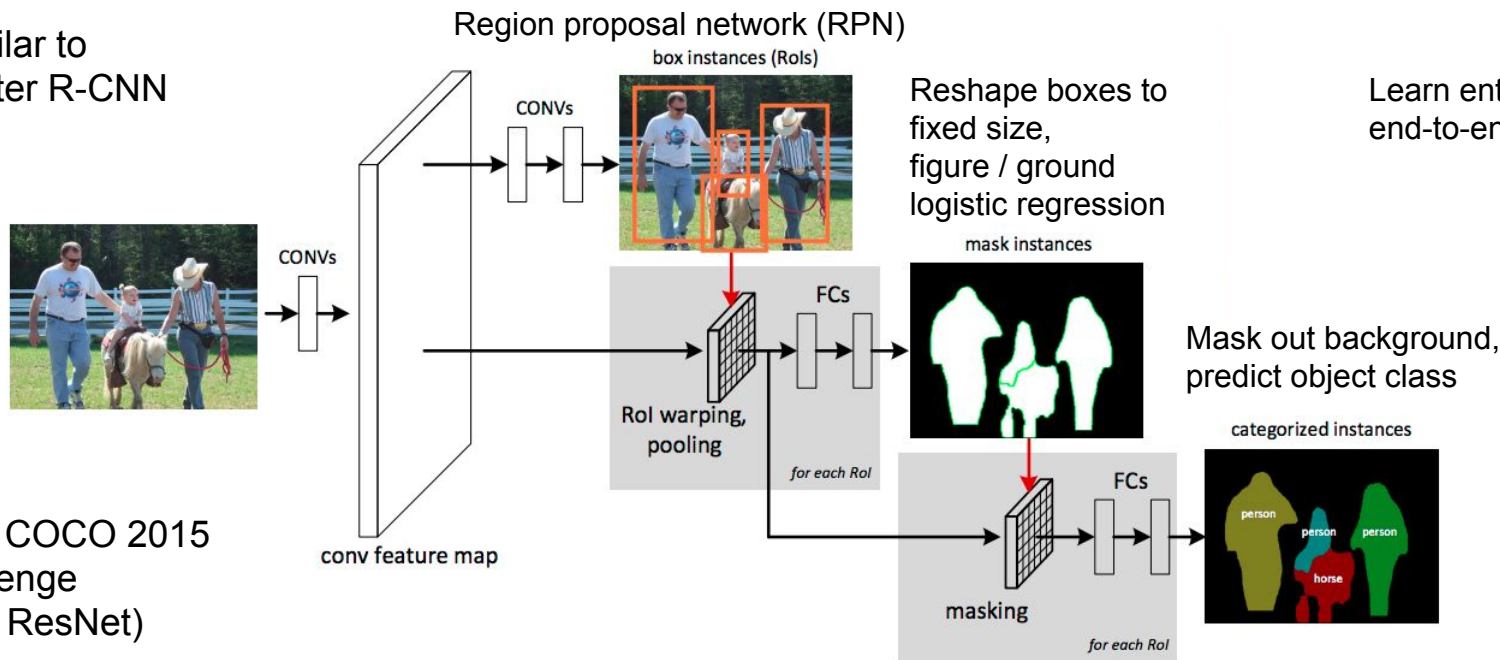 Region proposal network (RPN)
ilar to
ter R-CNN
box instances (RoIs)
CONVs
Reshape boxes to
fixed size,
figure / ground
logistic regression
Learn ent
end-to-en
CONVs
mask instances
FCs
RoI warping,
pooling
for each RoI
Mask out background,
predict object class
categorized instances
person
person
person
horse
FCs
masking
for each RoI
conv feature map
COCO 2015
enge
ResNet)